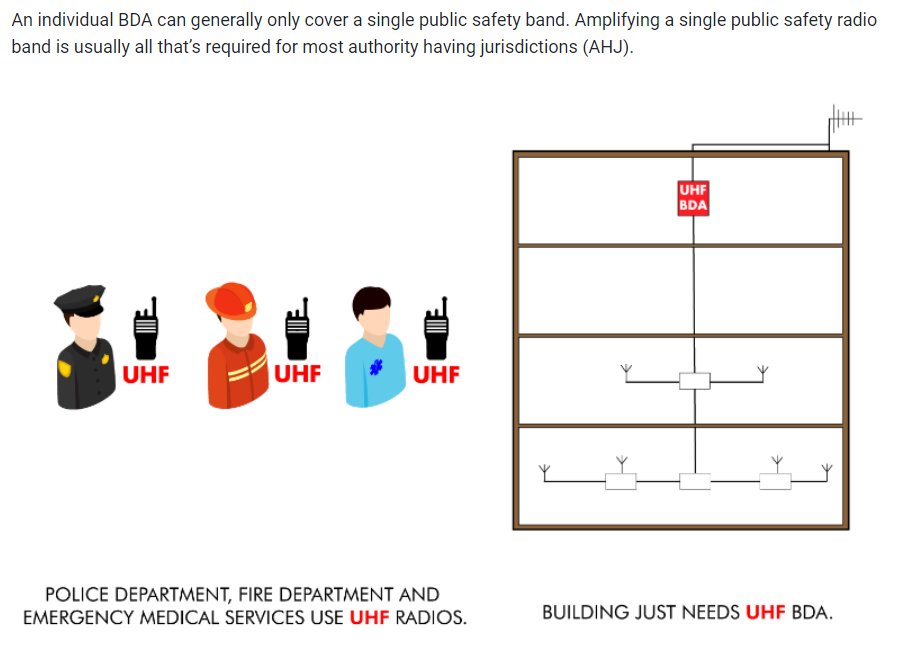 An individual BDA can generally only cover a single public safety band. Amplifying a single public safety radio
band is usually all that’s required for most authority having jurisdictions (AHJ).
UHF
BDA
UHF
UHF
UHF
POLICE DEPARTMENT, FIRE DEPARTMENT AND
EMERGENCY MEDICAL SERVICES USE UHF RADIOS.
BUILDING JUST NEEDS UHF BDA.